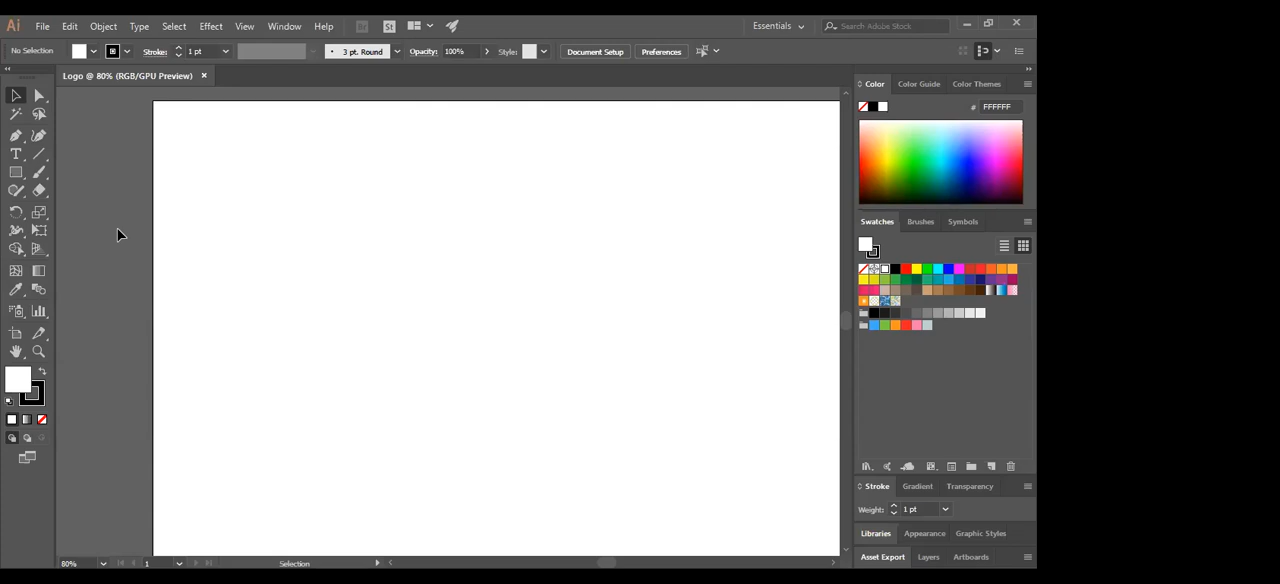 Ai File Edit Object Type Select Effect View Window Help Br St Essentials Search Adobe Stock
No Selection Stroke: 1 pt 3 pt. Round Opacity: 100% Style: Document Setup Preferences
Logo @ 80% (RGB/GPU Preview)
Color Color Guide Color Themes
# FFFFFF
Swatches Brushes Symbols
Stroke Gradient Transparency
Weight: 1 pt
Libraries Appearance Graphic Styles
Asset Export Layers Artboards
80% 1 Selection